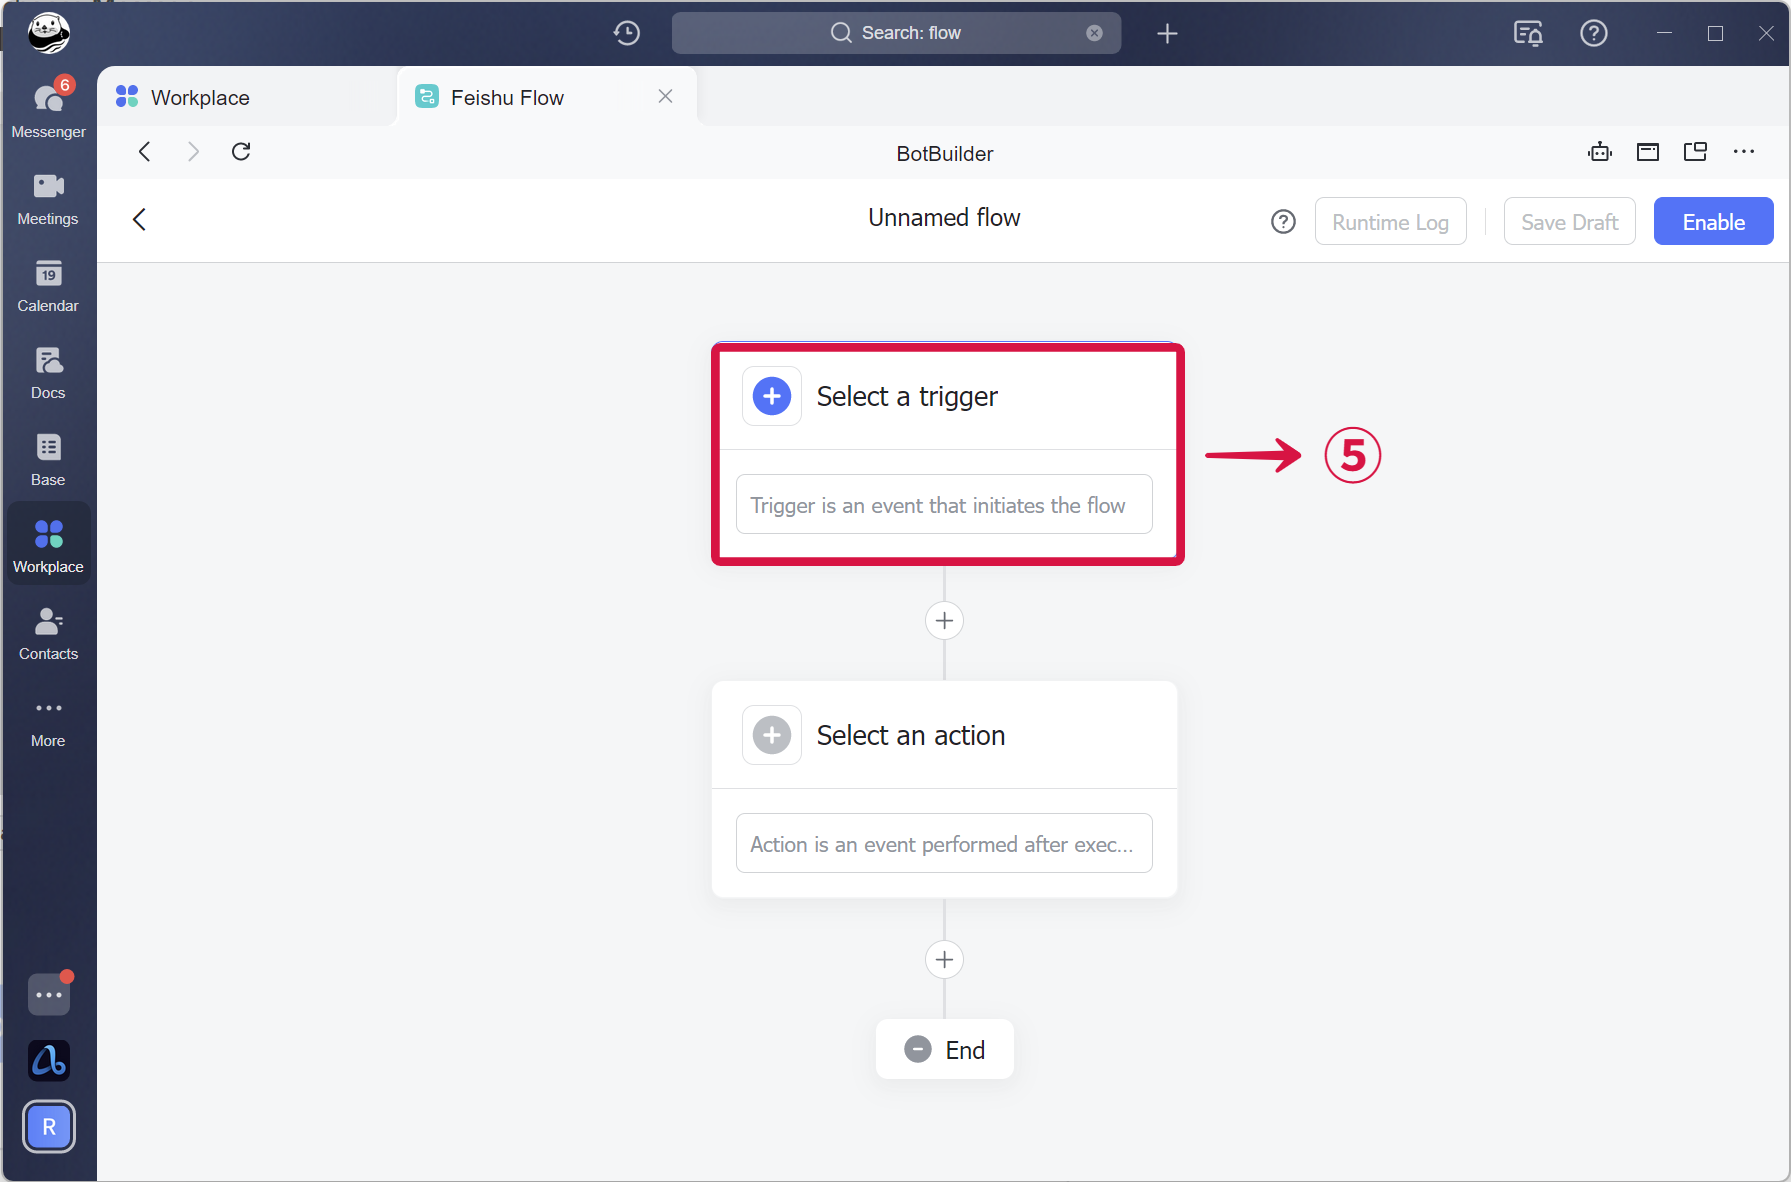 Search: flow
6
Messenger
Meetings
19
Calendar
Docs
Base
Workplace
Contacts
More
R
Workplace
Feishu Flow
BotBuilder
Unnamed flow
Runtime Log
Save Draft
Enable
Select a trigger
Trigger is an event that initiates the flow
⑤
Select an action
Action is an event performed after exec...
End